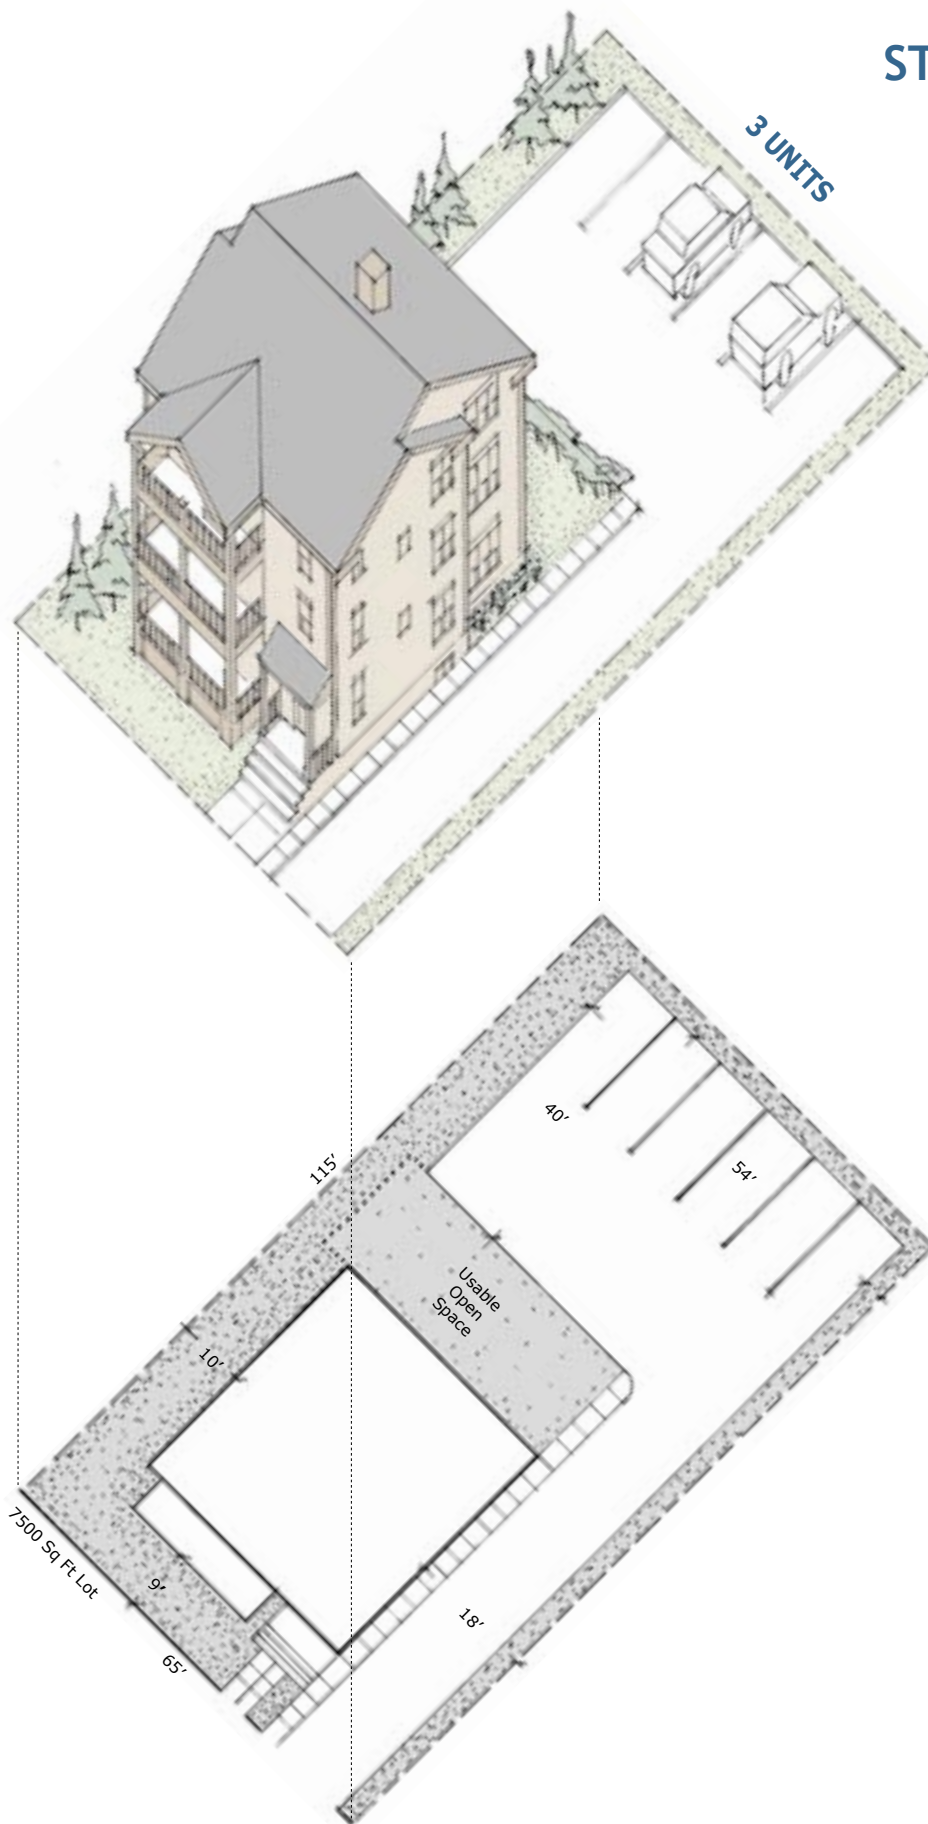 ST
3 UNITS
40’
54’
115’
Usable
Open
Space
10’
7500 Sq Ft Lot
9’
18’
65’